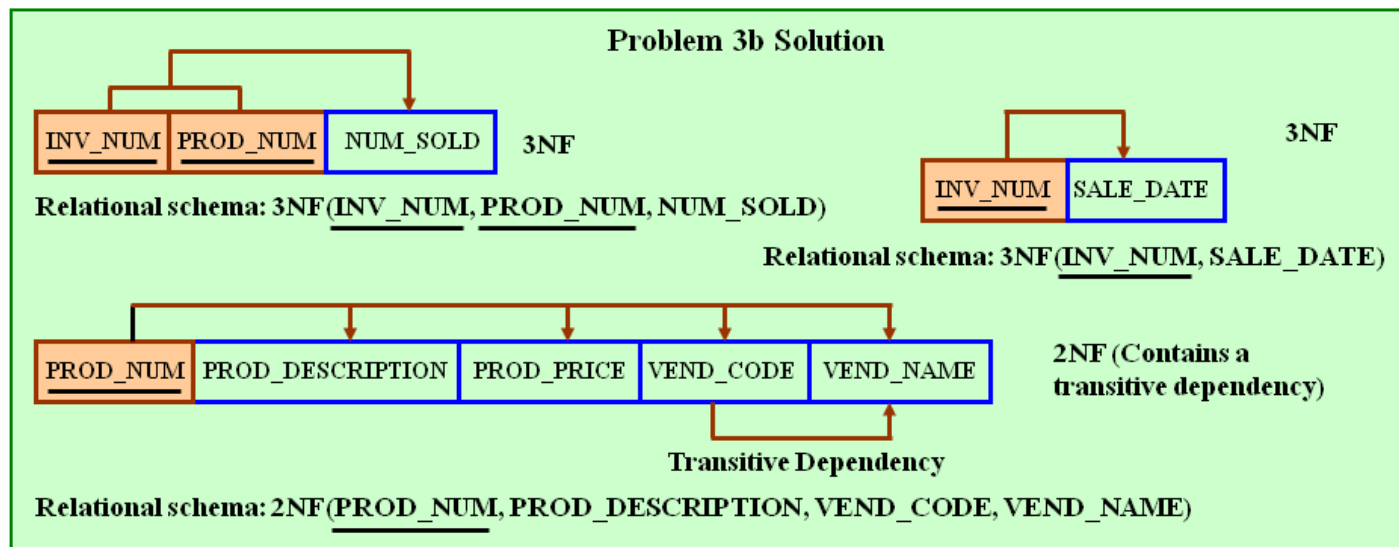 Problem 3b Solution
INV_NUM PROD_NUM NUM_SOLD 3NF
Relational schema: 3NF(INV_NUM, PROD_NUM, NUM_SOLD)
3NF
INV_NUM SALE_DATE
Relational schema: 3NF(INV_NUM, SALE_DATE)
PROD_NUM PROD_DESCRIPTION PROD_PRICE VEND_CODE VEND_NAME
2NF (Contains a
transitive dependency)
Transitive Dependency
Relational schema: 2NF(PROD_NUM, PROD_DESCRIPTION, VEND_CODE, VEND_NAME)